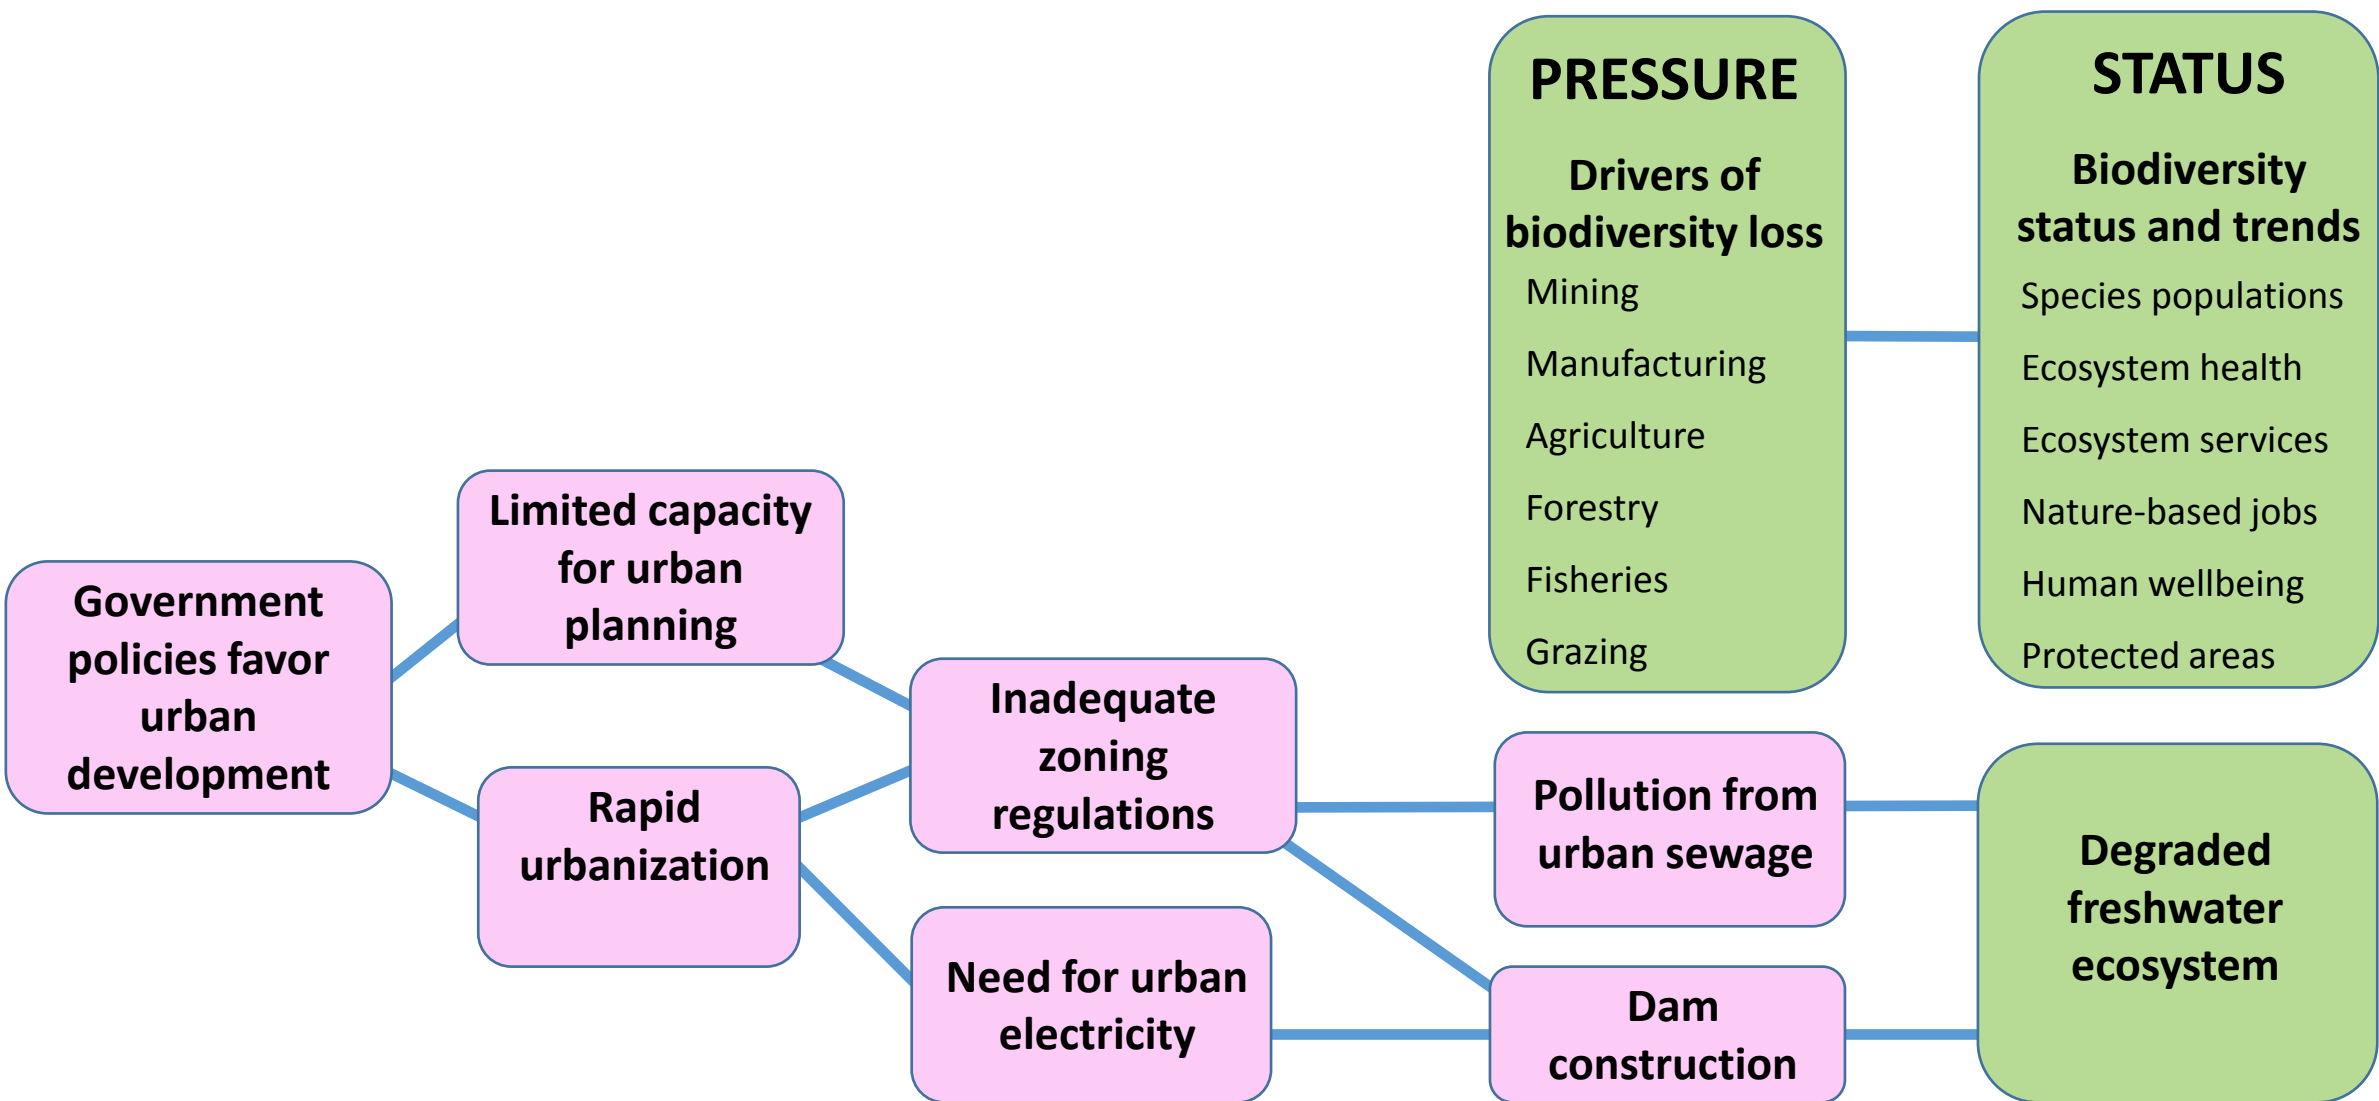 PRESSURE
Drivers of
biodiversity loss
Mining
Manufacturing
Agriculture
Forestry
Fisheries
Grazing
STATUS
Biodiversity
status and trends
Species populations
Ecosystem health
Ecosystem services
Nature-based jobs
Human wellbeing
Protected areas
Government
policies favor
urban
development
Limited capacity
for urban
planning
Rapid
urbanization
Inadequate
zoning
regulations
Need for urban
electricity
Pollution from
urban sewage
Dam
construction
Degraded
freshwater
ecosystem